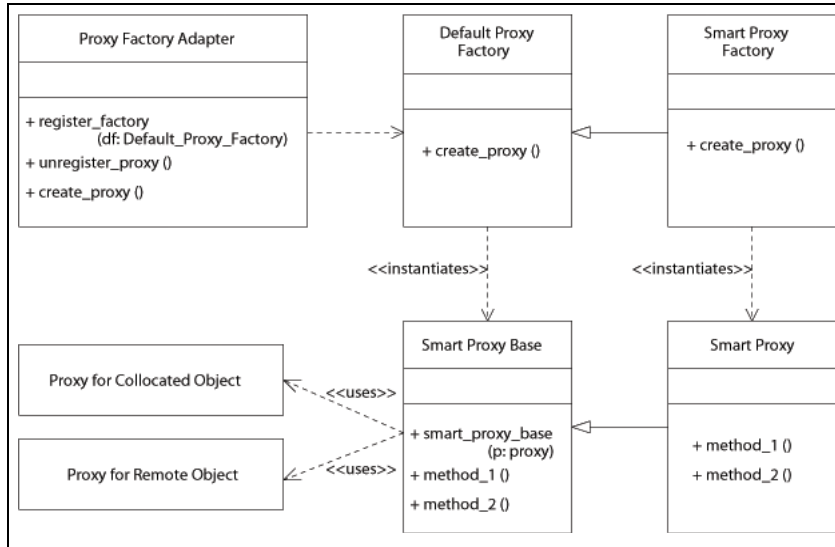 Proxy Factory Adapter
+ register_factory
(df: Default_Proxy_Factory)
+ unregister_proxy ()
+ create_proxy ()
Default Proxy
Factory
+ create_proxy ()
Smart Proxy
Factory
+ create_proxy ()
<<instantiates>>
<<instantiates>>
Proxy for Collocated Object
Proxy for Remote Object
<<uses>>
<<uses>>
Smart Proxy Base
+ smart_proxy_base
(p: proxy)
+ method_1 ()
+ method_2 ()
Smart Proxy
+ method_1 ()
+ method_2 ()